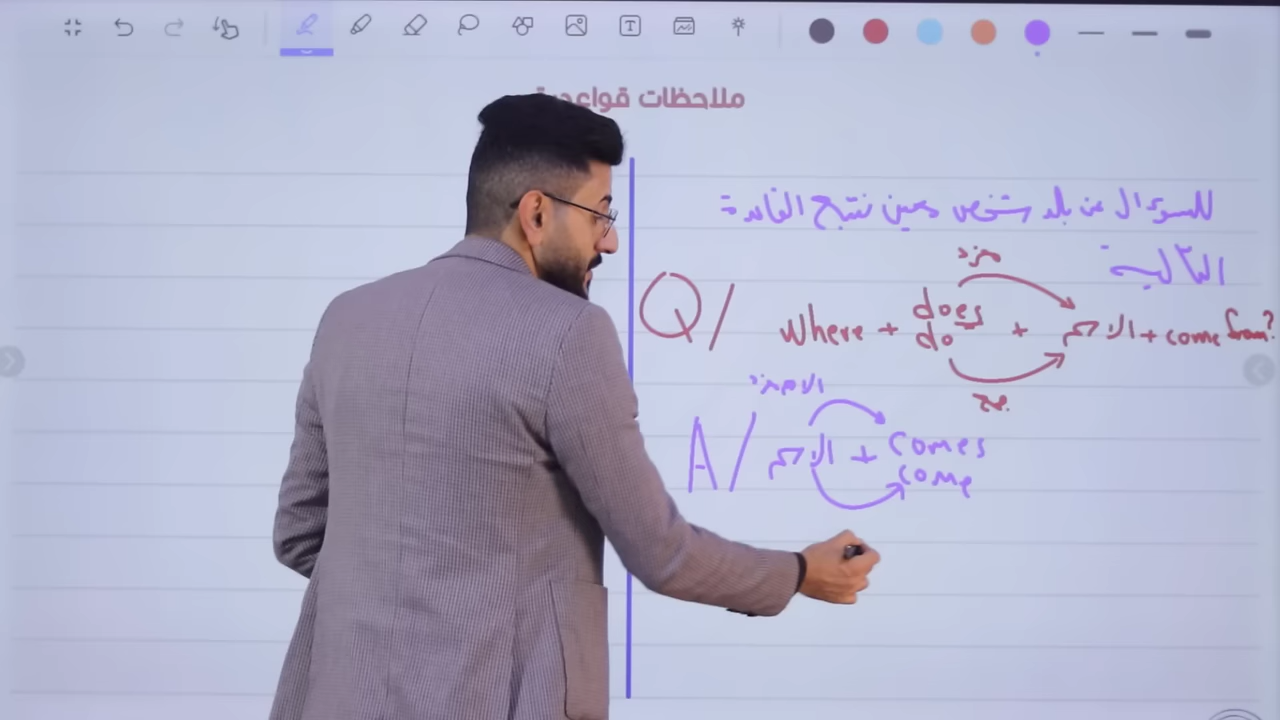 ملاحظات قواعدية
للسؤال عن بلد شخص معين نتبع القاعدة
التالية
مفرد
Q/ where + does + الاسم + come from?
do
جمع
الاسم مفرد
A/ الاسم + comes
come